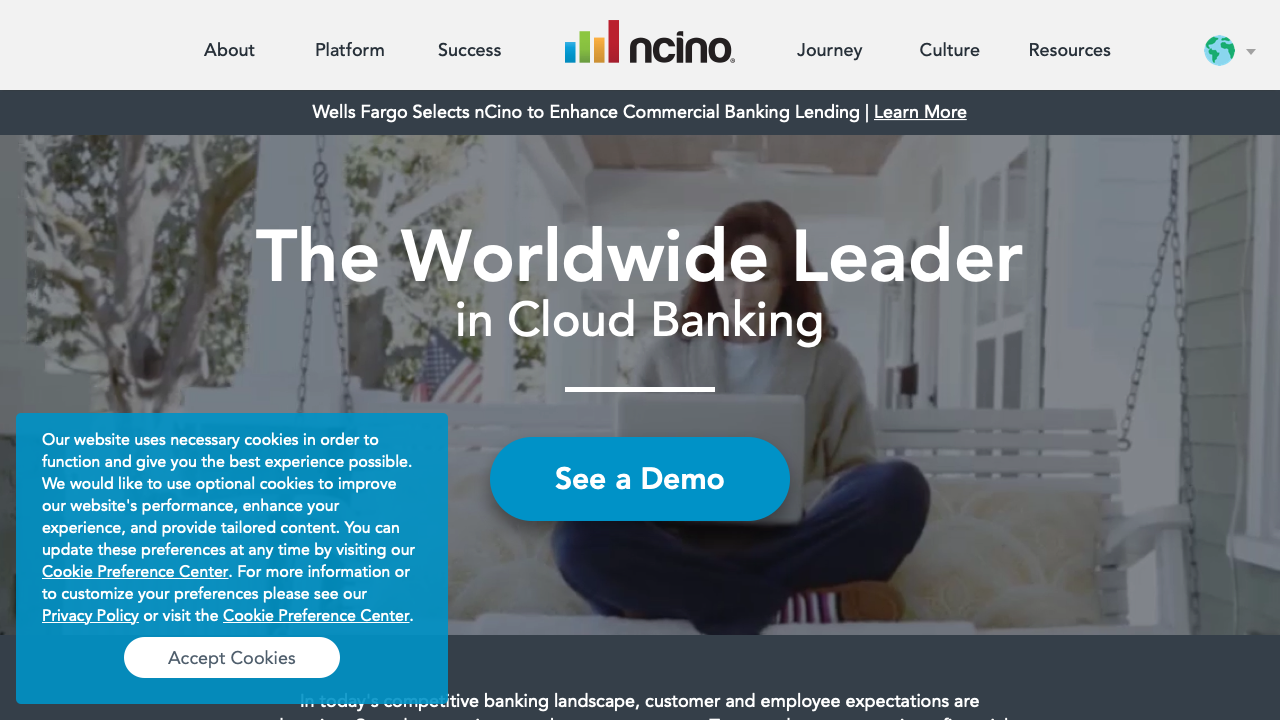 About Platform Success ncino Journey Culture Resources
Wells Fargo Selects nCino to Enhance Commercial Banking Lending | Learn More
The Worldwide Leader
in Cloud Banking
See a Demo
Our website uses necessary cookies in order to
function and give you the best experience possible.
We would like to use optional cookies to improve
our website's performance, enhance your
experience, and provide tailored content. You can
update these preferences at any time by visiting our
Cookie Preference Center. For more information or
to customize your preferences please see our
Privacy Policy or visit the Cookie Preference Center.
Accept Cookies
In today's competitive banking landscape, customer and employee expectations are